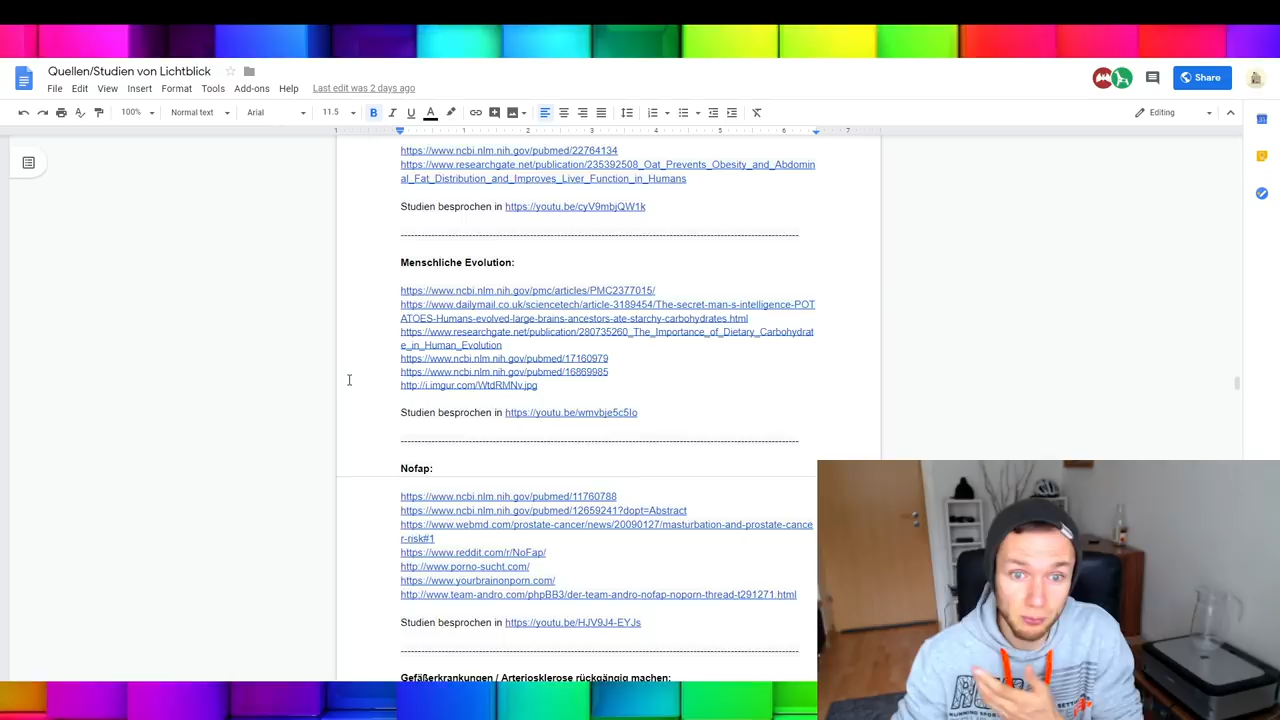 Quellen/Studien von Lichtblick
File Edit View Insert Format Tools Add-ons Help Last edit was 2 days ago
Share
100% Normal text Arial 11.5 B I U A Editing
1 1 2 3 4 5 6 7
https://www.ncbi.nlm.nih.gov/pubmed/22764134
https://www.researchgate.net/publication/235392508_Oat_Prevents_Obesity_and_Abdomin
al_Fat_Distribution_and_Improves_Liver_Function_in_Humans
Studien besprochen in https://youtu.be/cyV9mbjQW1k
--------------------------------------------------------------------------------------------------------------
Menschliche Evolution:
https://www.ncbi.nlm.nih.gov/pmc/articles/PMC2377015/
https://www.dailymail.co.uk/sciencetech/article-3189454/The-secret-man-s-intelligence-POT
ATOES-Humans-evolved-large-brains-ancestors-ate-starchy-carbohydrates.html
https://www.researchgate.net/publication/280735260_The_Importance_of_Dietary_Carbohydrat
e_in_Human_Evolution
https://www.ncbi.nlm.nih.gov/pubmed/17160979
https://www.ncbi.nlm.nih.gov/pubmed/16869985
http://i.imgur.com/WtdRMNv.jpg
Studien besprochen in https://youtu.be/wmvbje5c5Io
--------------------------------------------------------------------------------------------------------------
Nofap:
https://www.ncbi.nlm.nih.gov/pubmed/11760788
https://www.ncbi.nlm.nih.gov/pubmed/12659241?dopt=Abstract
https://www.webmd.com/prostate-cancer/news/20090127/masturbation-and-prostate-cance
r-risk#1
https://www.reddit.com/r/NoFap/
http://www.porno-sucht.com/
https://www.yourbrainonporn.com/
http://www.team-andro.com/phpBB3/der-team-andro-nofap-noporn-thread-t291271.html
Studien besprochen in https://youtu.be/HJV9J4-EYJs
--------------------------------------------------------------------------------------------------------------
Gefäßerkrankungen / Arteriosklerose rückgängig machen: